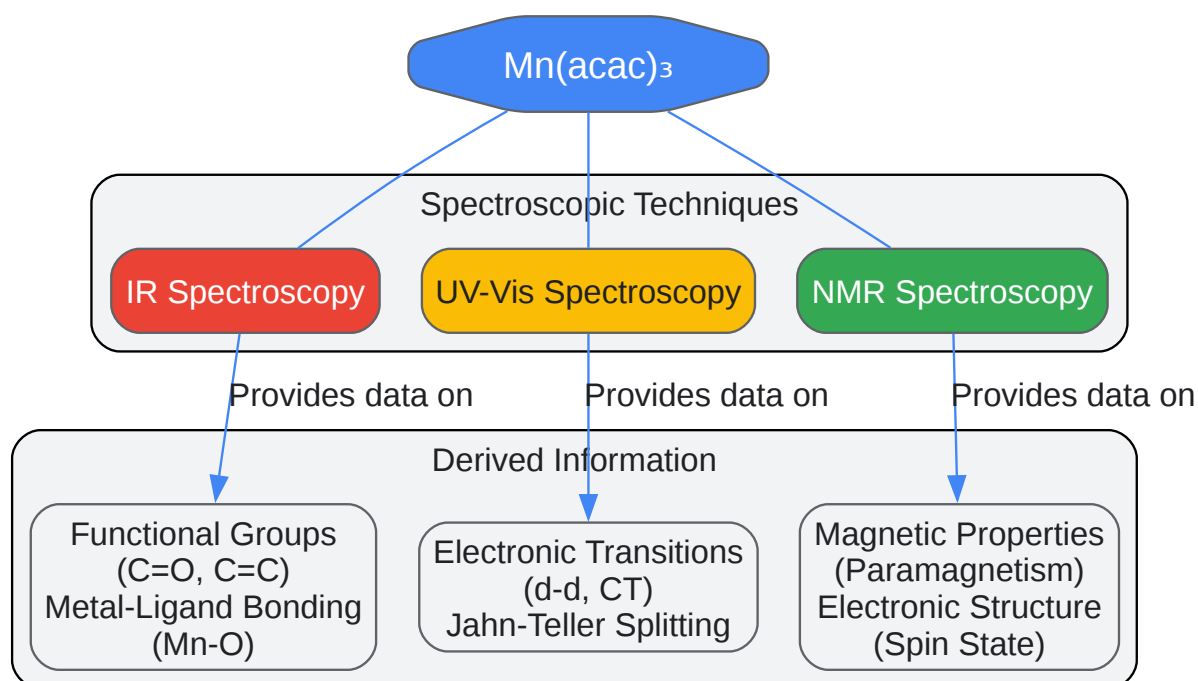 Mn(acac)₃
Spectroscopic Techniques
IR Spectroscopy
UV-Vis Spectroscopy
NMR Spectroscopy
Provides data on
Provides data on
Provides data on
Derived Information
Functional Groups
(C=O, C=C)
Metal-Ligand Bonding
(Mn-O)
Electronic Transitions
(d-d, CT)
Jahn-Teller Splitting
Magnetic Properties
(Paramagnetism)
Electronic Structure
(Spin State)